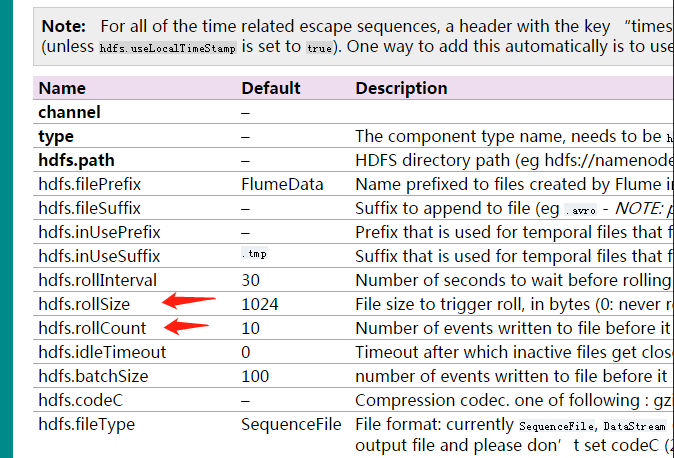 Note: For all of the time related escape sequences, a header with the key “times
(unless hdfs.useLocalTimeStamp is set to true). One way to add this automatically is to use
Name Default Description
channel –
type – The component type name, needs to be h
hdfs.path – HDFS directory path (eg hdfs://namenode
hdfs.filePrefix FlumeData Name prefixed to files created by Flume in
hdfs.fileSuffix – Suffix to append to file (eg .avro - NOTE: p
hdfs.inUsePrefix – Prefix that is used for temporal files that f
hdfs.inUseSuffix .tmp Suffix that is used for temporal files that f
hdfs.rollInterval 30 Number of seconds to wait before rolling
hdfs.rollSize 1024 File size to trigger roll, in bytes (0: never r
hdfs.rollCount 10 Number of events written to file before it
hdfs.idleTimeout 0 Timeout after which inactive files get close
hdfs.batchSize 100 number of events written to file before it
hdfs.codeC – Compression codec. one of following : gzi
hdfs.fileType SequenceFile File format: currently SequenceFile, DataStream
output file and please don’t set codeC (2